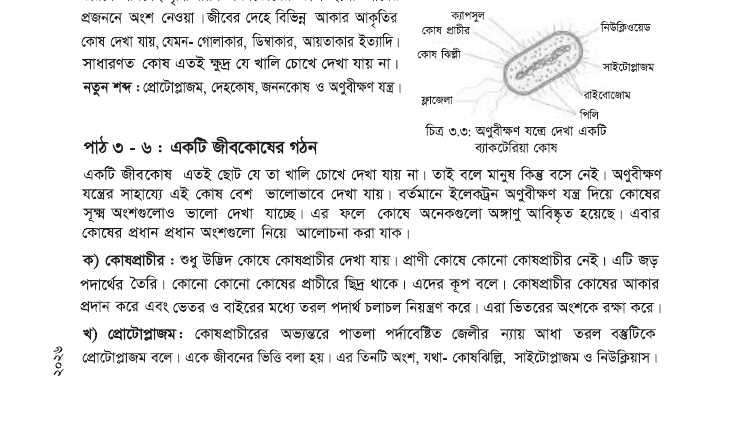 প্রজননে অংশ নেওয়া। জীবের দেহে বিভিন্ন আকার আকৃতির
কোষ দেখা যায়, যেমন- গোলাকার, ডিম্বাকার, আয়তাকার ইত্যাদি।
সাধারণত কোষ এতই ক্ষুদ্র যে খালি চোখে দেখা যায় না।
নতুন শব্দ : প্রোটোপ্লাজম, দেহকোষ, জননকোষ ও অণুবীক্ষণ যন্ত্র।
ক্যাপসুল
কোষ প্রাচীর
কোষ ঝিল্লী
ফ্লাজেলা
নিউক্লিওয়েড
সাইটোপ্লাজম
রাইবোজোম
পিলি
চিত্র ৩.৩: অণুবীক্ষণ যন্ত্রে দেখা একটি
ব্যাকটেরিয়া কোষ
পাঠ ৩ - ৬ : একটি জীবকোষের গঠন
একটি জীবকোষ এতই ছোট যে তা খালি চোখে দেখা যায় না। তাই বলে মানুষ কিন্তু বসে নেই। অণুবীক্ষণ
যন্ত্রের সাহায্যে এই কোষ বেশ ভালোভাবে দেখা যায়। বর্তমানে ইলেকট্রন অণুবীক্ষণ যন্ত্র দিয়ে কোষের
সূক্ষ্ম অংশগুলোও ভালো দেখা যাচ্ছে। এর ফলে কোষে অনেকগুলো অঙ্গাণু আবিষ্কৃত হয়েছে। এবার
কোষের প্রধান প্রধান অংশগুলো নিয়ে আলোচনা করা যাক।
ক) কোষপ্রাচীর : শুধু উদ্ভিদ কোষে কোষপ্রাচীর দেখা যায়। প্রাণী কোষে কোনো কোষপ্রাচীর নেই। এটি জড়
পদার্থের তৈরি। কোনো কোনো কোষের প্রাচীরে ছিদ্র থাকে। এদের কূপ বলে। কোষপ্রাচীর কোষের আকার
প্রদান করে এবং ভেতর ও বাইরের মধ্যে তরল পদার্থ চলাচল নিয়ন্ত্রণ করে। এরা ভিতরের অংশকে রক্ষা করে।
খ) প্রোটোপ্লাজম : কোষপ্রাচীরের অভ্যন্তরে পাতলা পর্দাবেষ্টিত জেলীর ন্যায় আধা তরল বস্তুটিকে
প্রোটোপ্লাজম বলে। একে জীবনের ভিত্তি বলা হয়। এর তিনটি অংশ, যথা- কোষঝিল্লি, সাইটোপ্লাজম ও নিউক্লিয়াস।
২০২৬